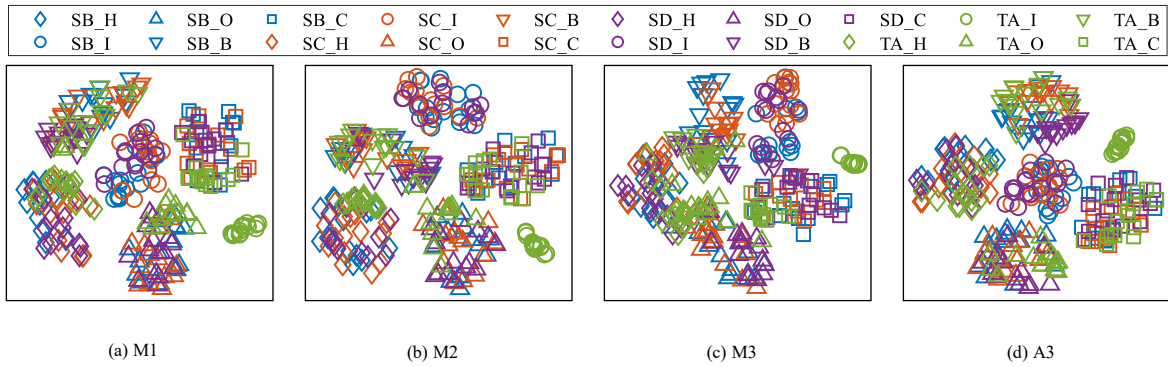 SB_H SB_O SB_C SC_I SC_B SD_H SD_O SD_C TA_I TA_B
SB_I SB_B SC_H SC_O SC_C SD_I SD_B TA_H TA_O TA_C
(a) M1
(b) M2
(c) M3
(d) A3